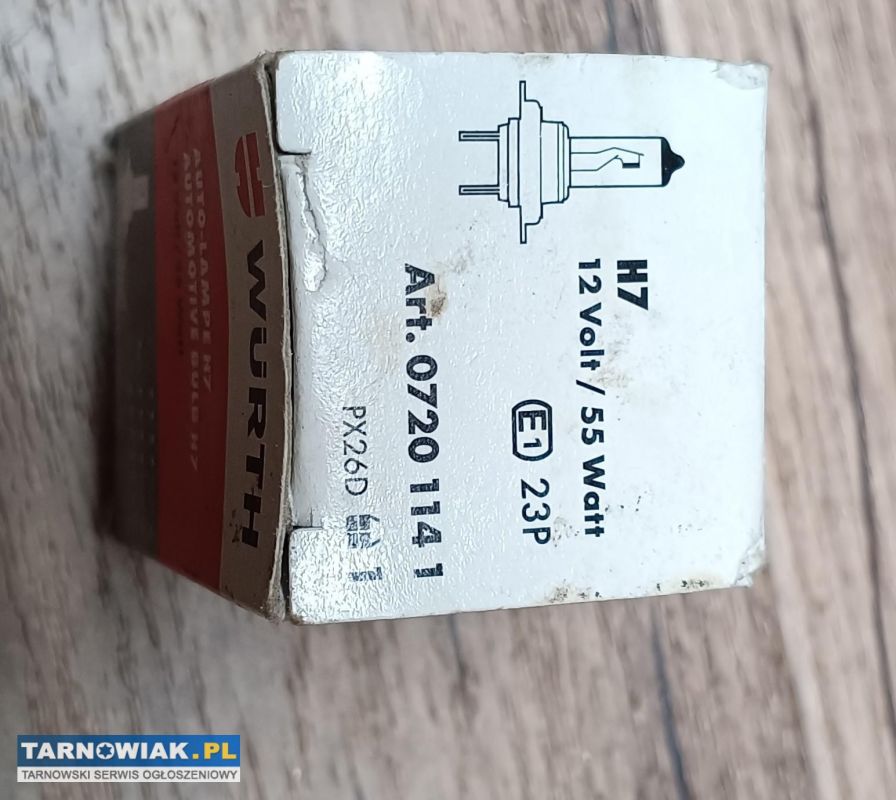 H7
12 Volt / 55 Watt
E1 23P
Art. 0720 114 1
PX26D
WÜRTH
AUTO-LAMPE H7
AUTOMOTIVE BULB H7
TARNOWIAK.PL
TARNOWSKI SERWIS OGŁOSZENIOWY